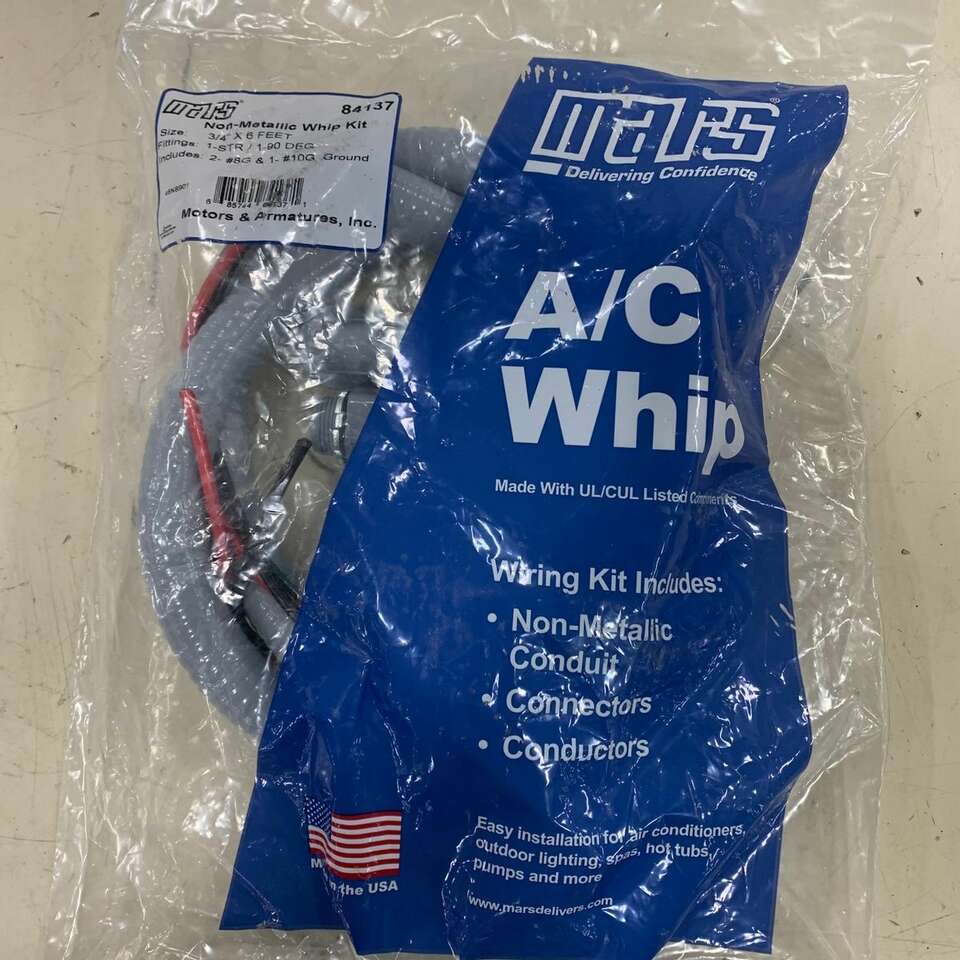 mars 84137
Non-Metallic Whip Kit
Size: 3/4" X 6 FEET
Fittings: 1-STR / 1-90 DEG
Includes: 2- #8G & 1- #10G Ground
Motors & Armatures, Inc.
mars®
Delivering Confidence
A/C
Whip
Made With UL/CUL Listed Components
Wiring Kit Includes:
• Non-Metallic
Conduit
• Connectors
• Conductors
Easy installation for air conditioners,
outdoor lighting, spas, hot tubs,
pumps and more
www.marsdelivers.com
in the USA